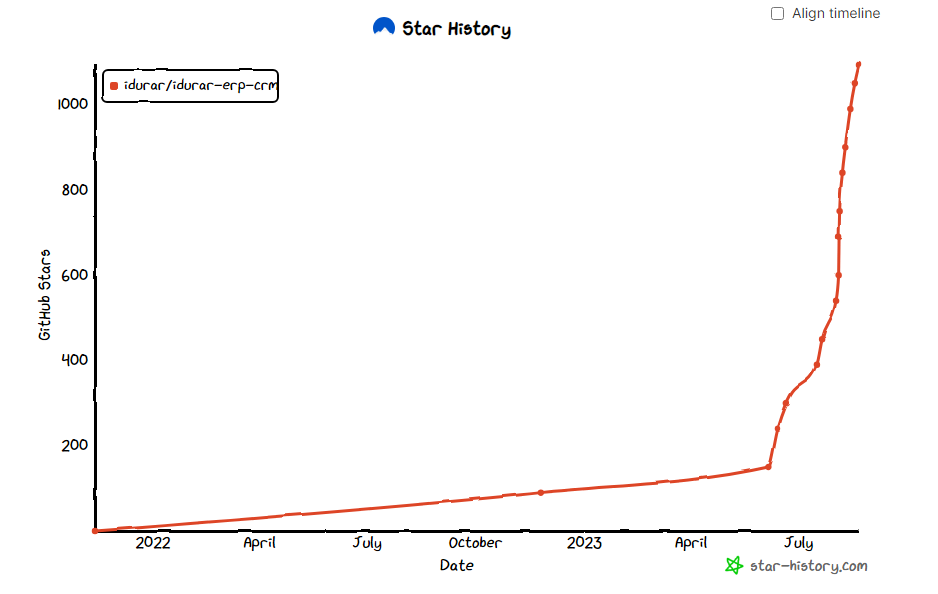 Align timeline
Star History
idurar/idurar-erp-crm
1000
800
600
400
200
GitHub Stars
2022 April July October 2023 April July
Date
star-history.com